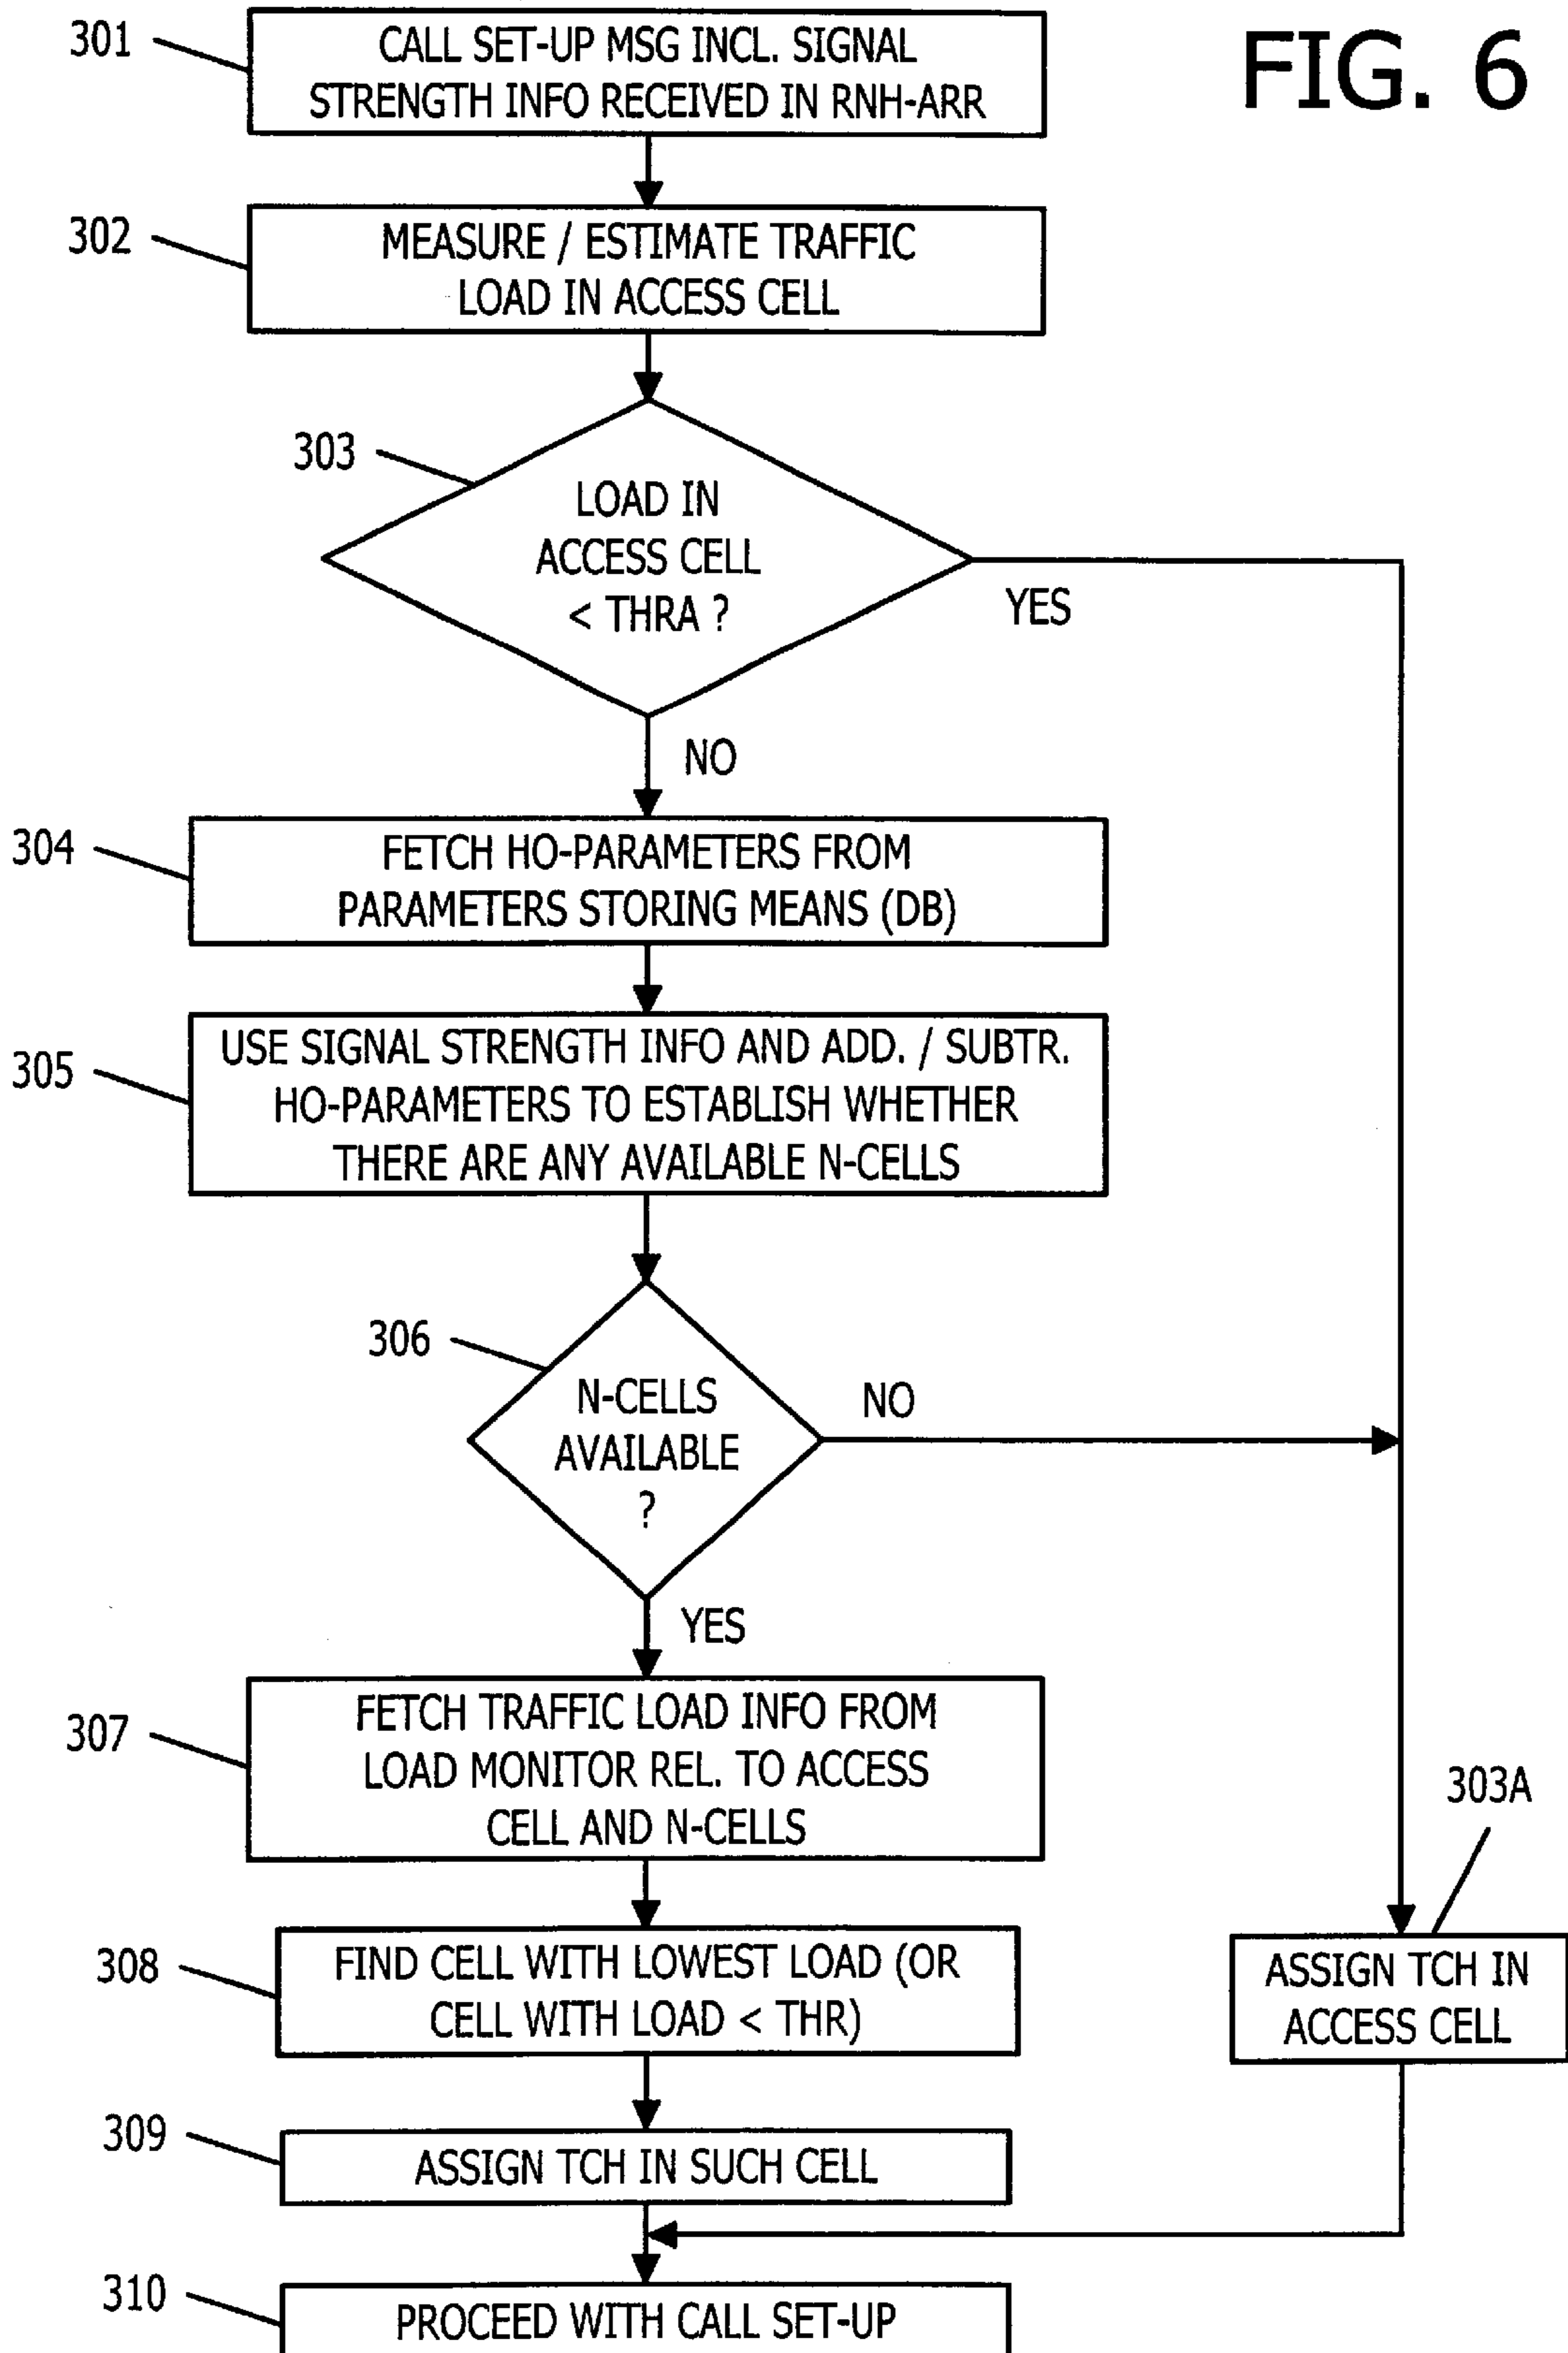 FIG. 6
301
CALL SET-UP MSG INCL. SIGNAL
STRENGTH INFO RECEIVED IN RNH-ARR
302
MEASURE / ESTIMATE TRAFFIC
LOAD IN ACCESS CELL
303
LOAD IN
ACCESS CELL
< THRA ?
YES
NO
304
FETCH HO-PARAMETERS FROM
PARAMETERS STORING MEANS (DB)
305
USE SIGNAL STRENGTH INFO AND ADD. / SUBTR.
HO-PARAMETERS TO ESTABLISH WHETHER
THERE ARE ANY AVAILABLE N-CELLS
306
N-CELLS
AVAILABLE
?
NO
YES
307
FETCH TRAFFIC LOAD INFO FROM
LOAD MONITOR REL. TO ACCESS
CELL AND N-CELLS
303A
308
FIND CELL WITH LOWEST LOAD (OR
CELL WITH LOAD < THR)
ASSIGN TCH IN
ACCESS CELL
309
ASSIGN TCH IN SUCH CELL
310
PROCEED WITH CALL SET-UP